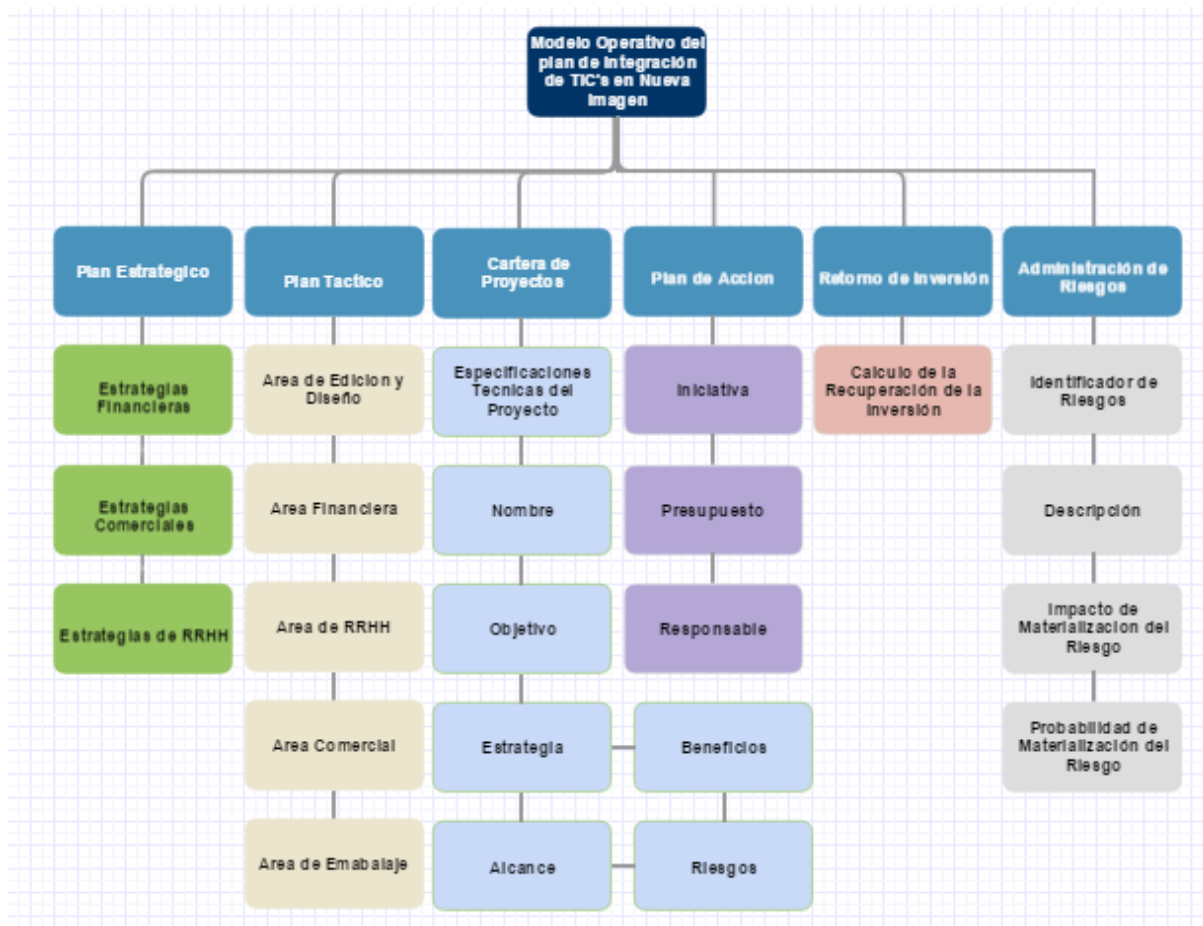 Modelo Operativo del
plan de Integración
de TIC's en Nueva
Imagen
Plan Estrategico
Plan Tactico
Cartera de
Proyectos
Plan de Accion
Retorno de Inversión
Administración de
Riesgos
Estrategias
Financieras
Estrategias
Comerciales
Estrategias de RRHH
Area de Edicion y
Diseño
Area Financiera
Area de RRHH
Area Comercial
Area de Emabalaje
Especificaciones
Tecnicas del
Proyecto
Nombre
Objetivo
Estrategia
Alcance
Beneficios
Riesgos
Iniciativa
Presupuesto
Responsable
Calculo de la
Recuperación de la
Inversión
Identificador de
Riesgos
Descripción
Impacto de
Materializacion del
Riesgo
Probabilidad de
Materialización del
Riesgo